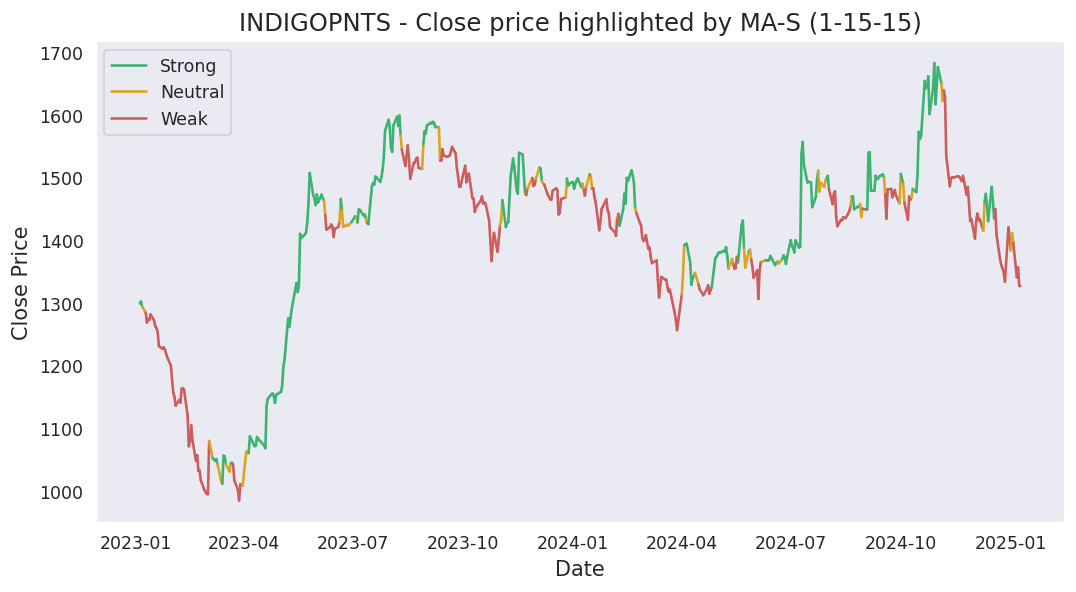 INDIGOPNTS - Close price highlighted by MA-S (1-15-15)
1700
1600
1500
1400
1300
1200
1100
1000
Close Price
Strong
Neutral
Weak
2023-01 2023-04 2023-07 2023-10 2024-01 2024-04 2024-07 2024-10 2025-01
Date